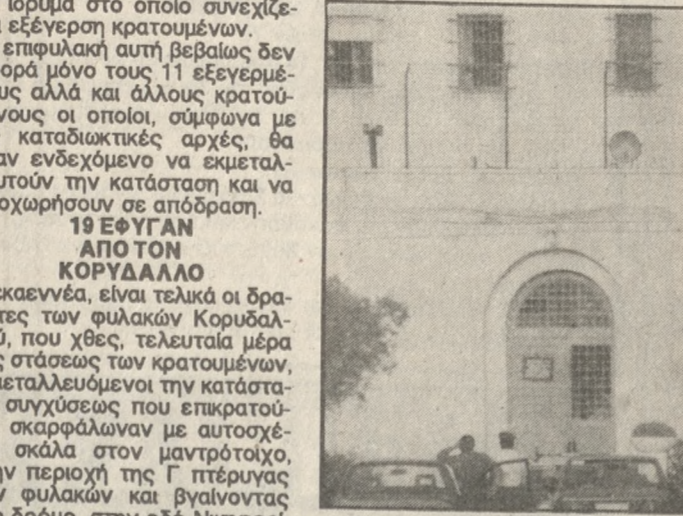 ίδρυμα στο οποίο συνεχίζε-
εξέγερση κρατουμένων.
επιφυλακή αυτή βεβαίως δεν
ορά μόνο τους 11 εξεγερμέ-
υς αλλά και άλλους κρατού-
νους οι οποίοι, σύμφωνα με
καταδιωκτικές αρχές, θα
αν ενδεχόμενο να εκμεταλ-
υτούν την κατάσταση και να
οχωρήσουν σε απόδραση.
19 ΕΦΥΓΑΝ
ΑΠΟ ΤΟΝ
ΚΟΡΥΔΑΛΛΟ
εκαεννέα, είναι τελικά οι δρα-
τες των φυλακών Κορυδαλ-
ύ, που χθες, τελευταία μέρα
ς στάσεως των κρατουμένων,
μεταλλευόμενοι την κατάστα-
συγχύσεως που επικρατού-
σκαρφάλωναν με αυτοσχέ-
σκάλα στον μαντρότοιχο,
ην περιοχή της Γ πτέρυγας
ν φυλακών και βγαίνοντας
δρόμο, στην οδό